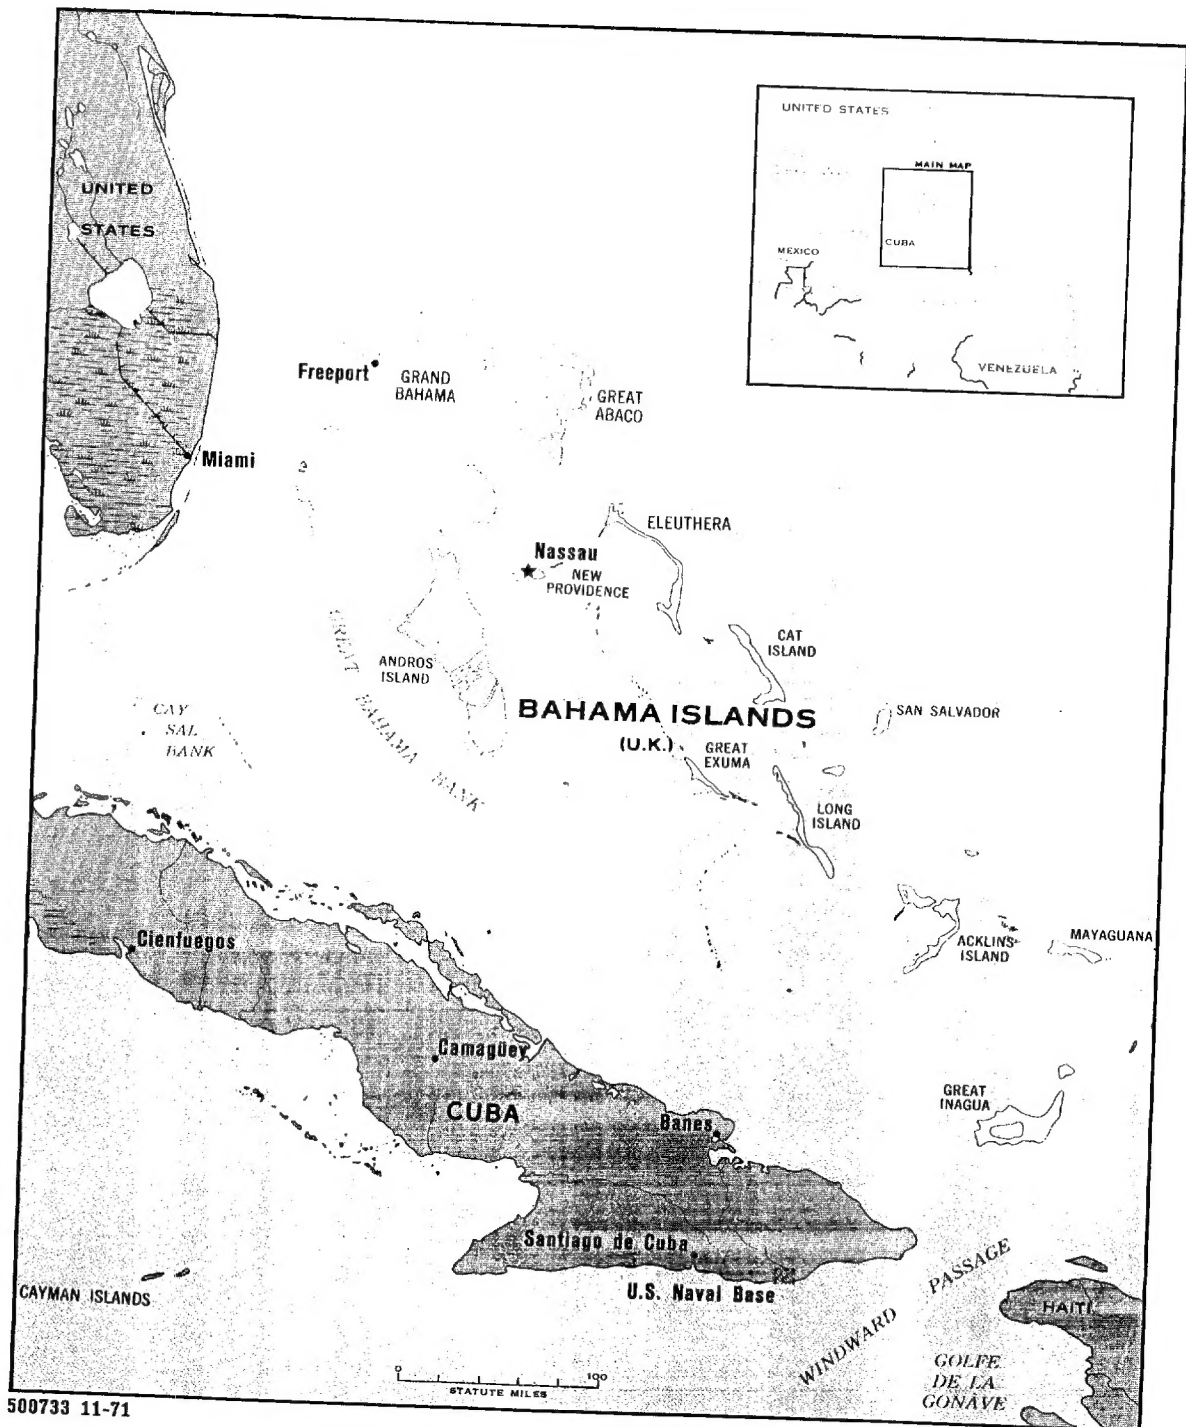 UNITED STATES
MAIN MAP
CUBA
MEXICO
VENEZUELA
UNITED
STATES
Freeport
GRAND
BAHAMA
GREAT
ABACO
Miami
ELEUTHERA
Nassau
NEW
PROVIDENCE
CAT
ISLAND
ANDROS
ISLAND
GREAT BAHAMA BANK
BAHAMA ISLANDS
(U.K.)
SAN SALVADOR
CAY
SAL
BANK
GREAT
EXUMA
LONG
ISLAND
Cienfuegos
ACKLINS
ISLAND
MAYAGUANA
Camagüey
CUBA
Banes
GREAT
INAGUA
Santiago de Cuba
U.S. Naval Base
WINDWARD PASSAGE
CAYMAN ISLANDS
HAITI
GOLFE
DE LA
GONÂVE
0 100
STATUTE MILES
500733 11-71